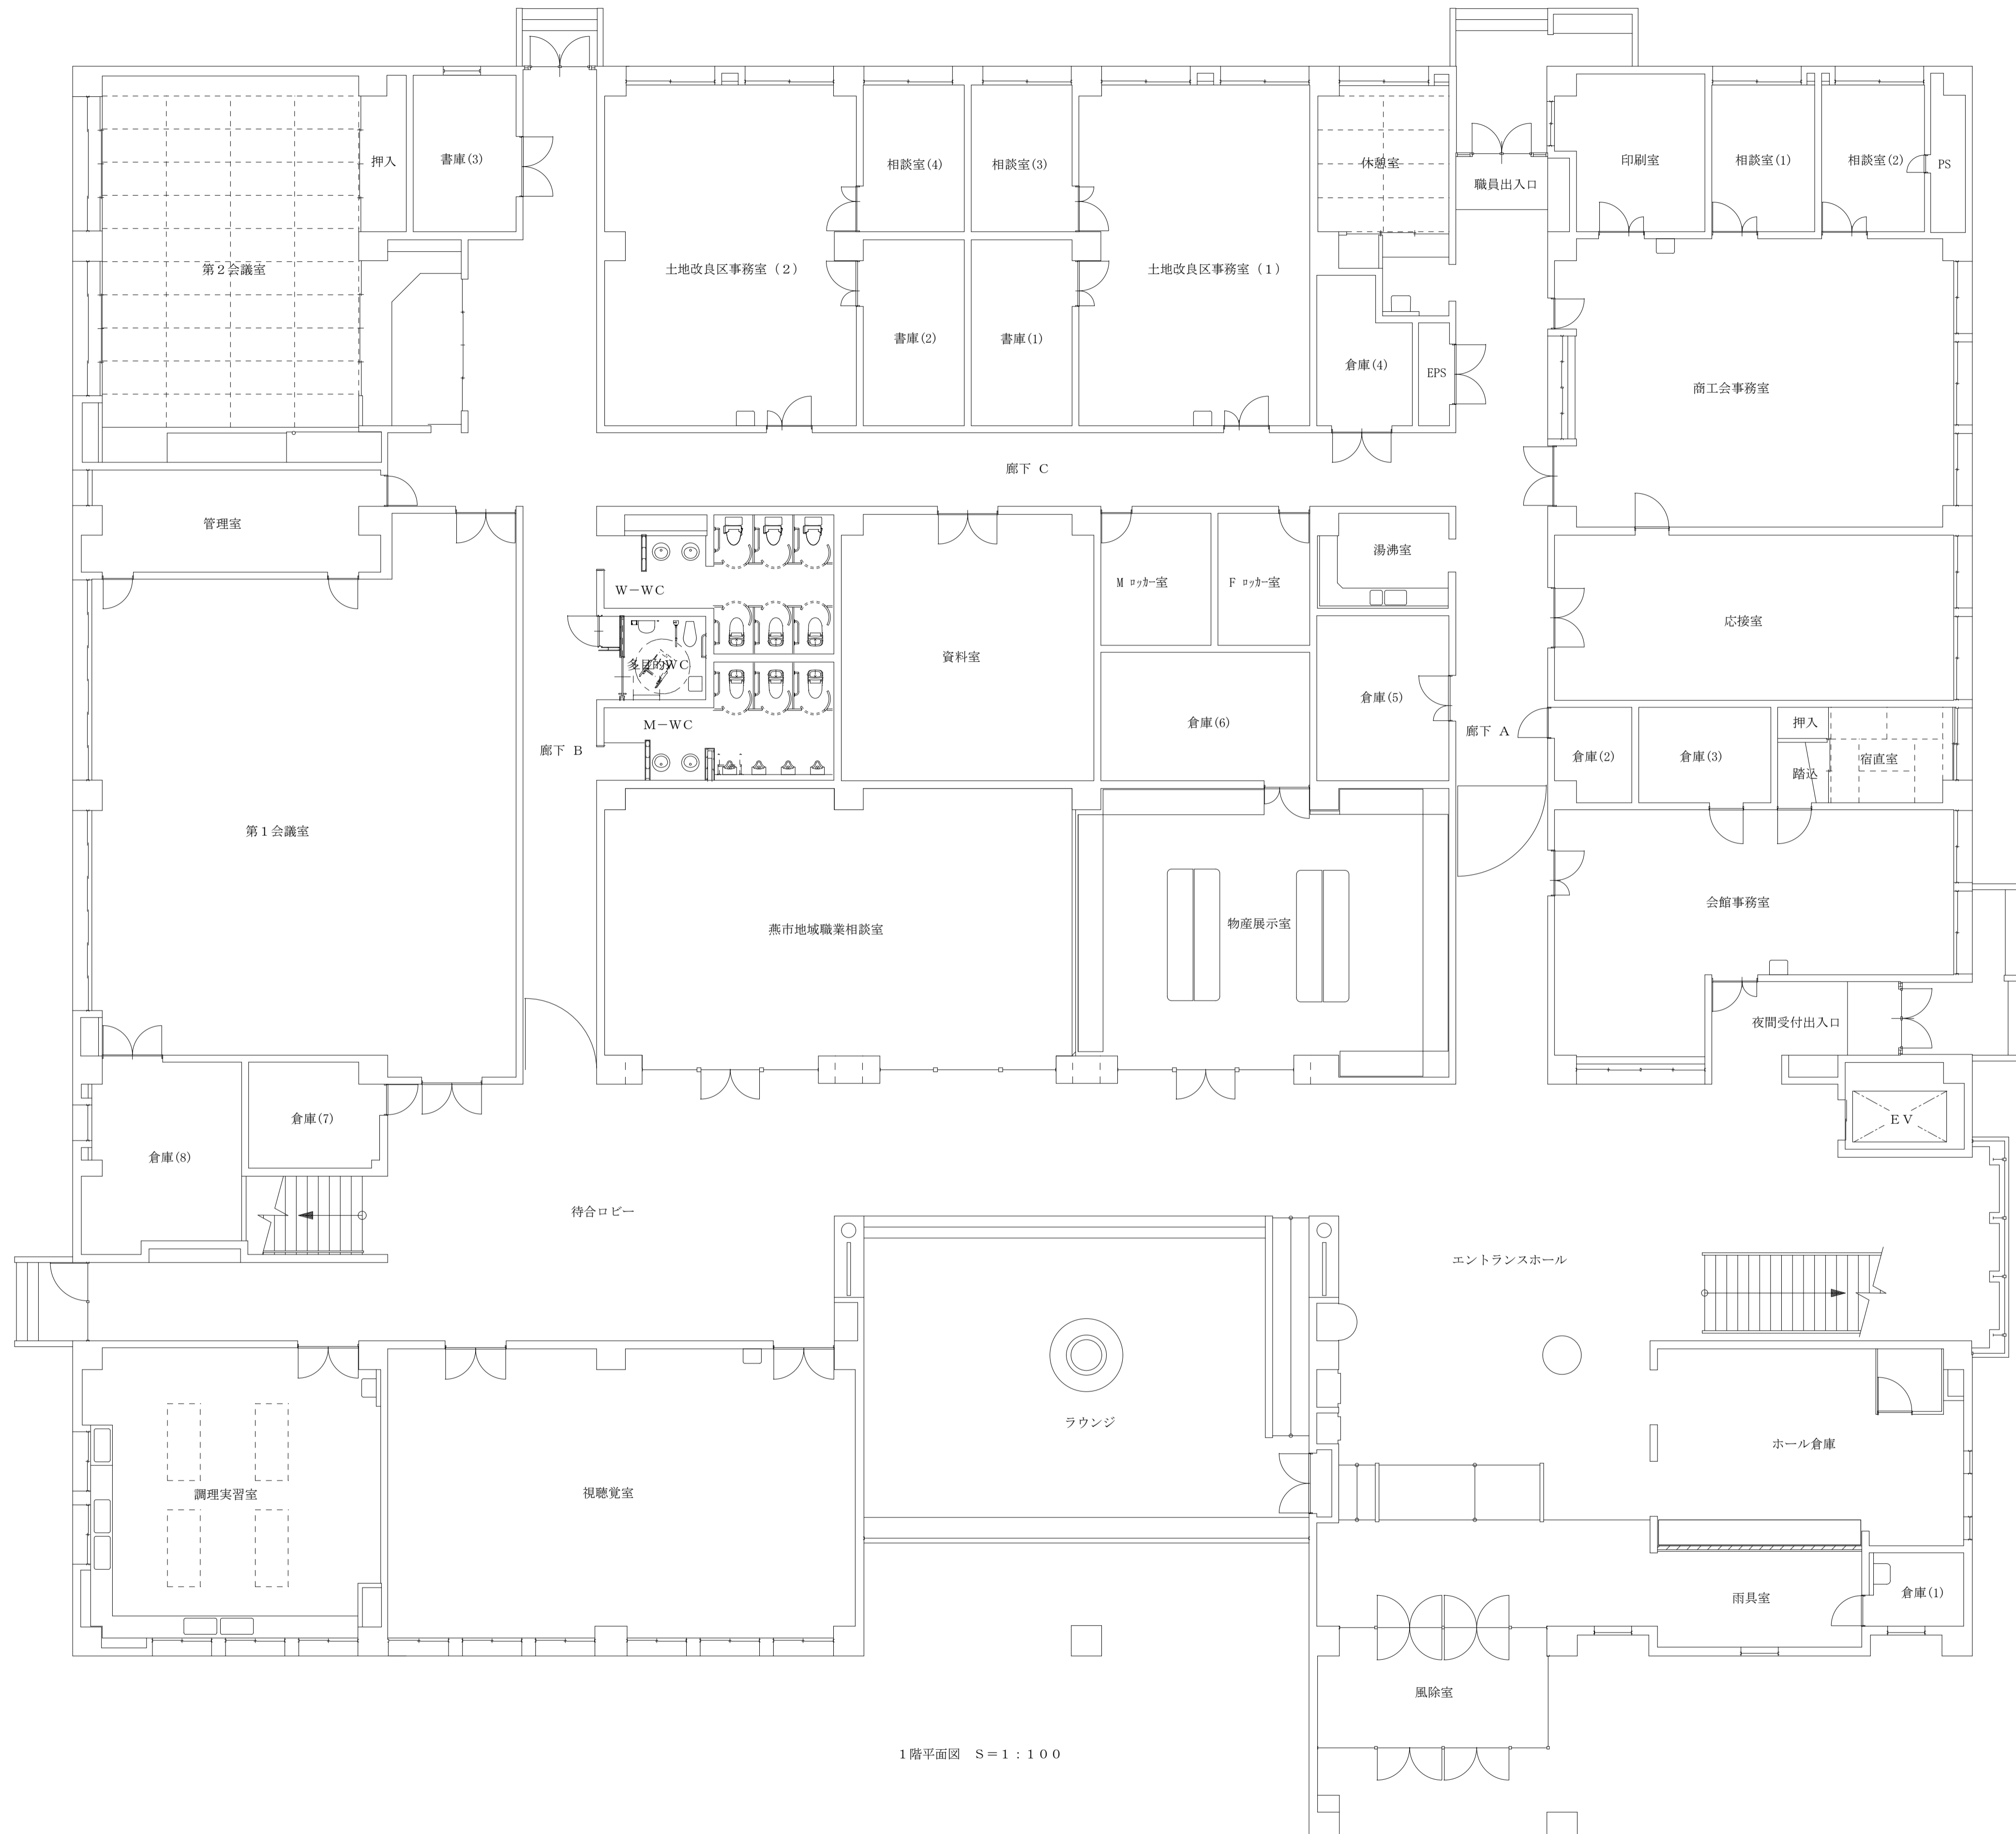 押入
書庫(3)
相談室(4)
相談室(3)
休憩室
職員出入口
印刷室
相談室(1)
相談室(2)
PS
第２会議室
土地改良区事務室（２）
土地改良区事務室（１）
書庫(2)
書庫(1)
倉庫(4)
EPS
商工会事務室
廊下 C
管理室
W－WC
多目的WC
M－WC
資料室
M ﾛｯｶｰ室
F ﾛｯｶｰ室
湯沸室
応接室
倉庫(6)
倉庫(5)
廊下 B
廊下 A
倉庫(2)
倉庫(3)
押入
踏込
宿直室
第１会議室
燕市地域職業相談室
物産展示室
会館事務室
夜間受付出入口
EV
倉庫(7)
倉庫(8)
待合ロビー
エントランスホール
ラウンジ
ホール倉庫
調理実習室
視聴覚室
雨具室
倉庫(1)
風除室
１階平面図　S＝１：１００